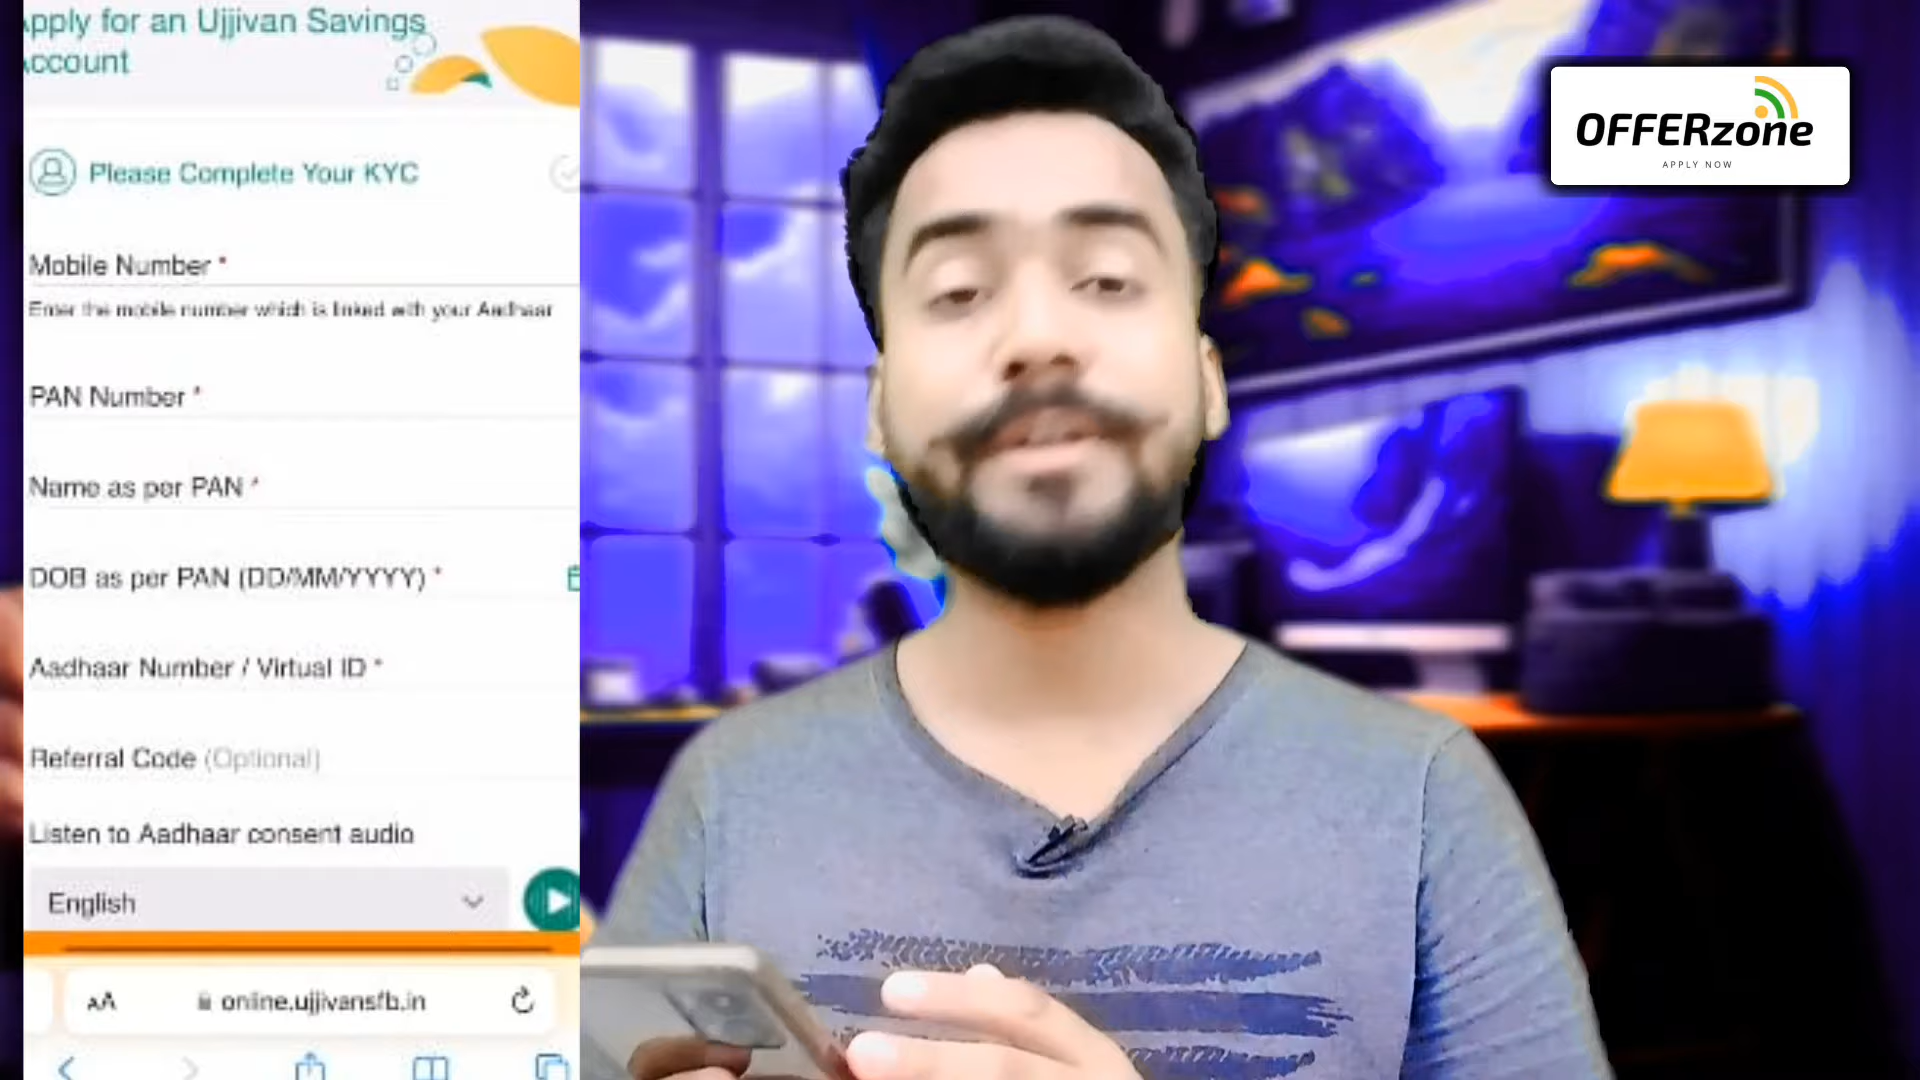 pply for an Ujjivan Savings
ccount
Please Complete Your KYC
Mobile Number *
Enter the mobile number which is linked with your Aadhaar
PAN Number *
Name as per PAN *
DOB as per PAN (DD/MM/YYYY) *
Aadhaar Number / Virtual ID *
Referral Code (Optional)
Listen to Aadhaar consent audio
English
AA
online.ujjivansfb.in
OFFERzone
APPLY NOW